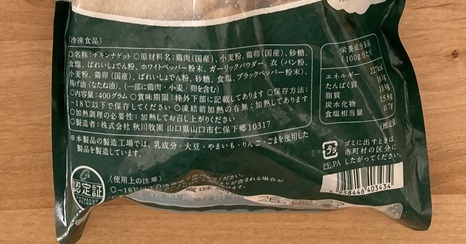 冷凍食品
○名称:チキンナゲット○原材料名:鶏肉(国産)、小麦粉、鶏卵(国産)、砂糖、
食塩、ばれいしょでん粉、ホワイトペパー粉末、ガーリックパウダー、衣(パン粉、
小麦粉、鶏卵(国産)、ばれいしょでん粉、砂糖、食塩、ブラックペパー粉末)、
揚げ油(なたね油)、(一部に鶏肉・小麦・卵を含む)
○内容量:400グラム○賞味期限:枠外下部に記載してあります○保存方法:
-18℃以下で保存してください○凍結前加熱の有無:加熱してあります
○加熱調理の必要性:加熱してお召し上がりください
○製造者:株式会社 秋川牧園 山口県山口市仁保下郷10317
※本製品の製造工場では、乳成分・大豆・やまいも・りんご・ごまを使用した
製品を製造しています。
栄養成分表示
(100g当
エネルギー
たんぱく質
脂質
炭水化物
食塩相当量
認定証
《使用上の注意》
○-18℃
プラ
PE,PA
ゴミに出すときは
市町村の区分に
してください
958446403434